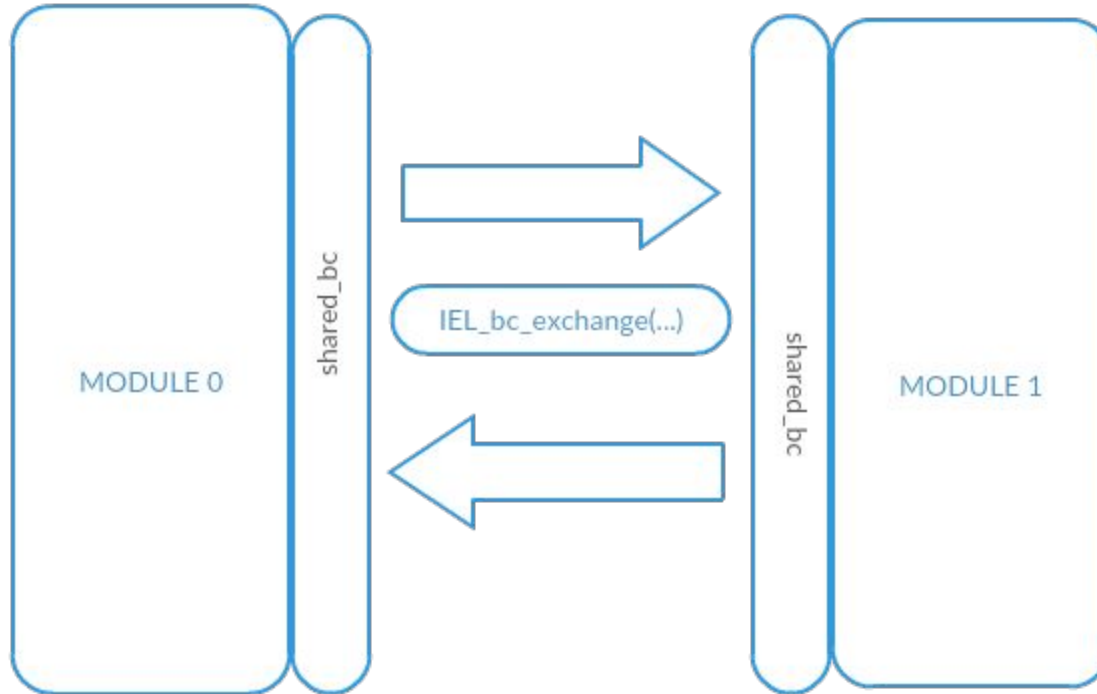 MODULE 0
shared_bc
IEL_bc_exchange(...)
shared_bc
MODULE 1